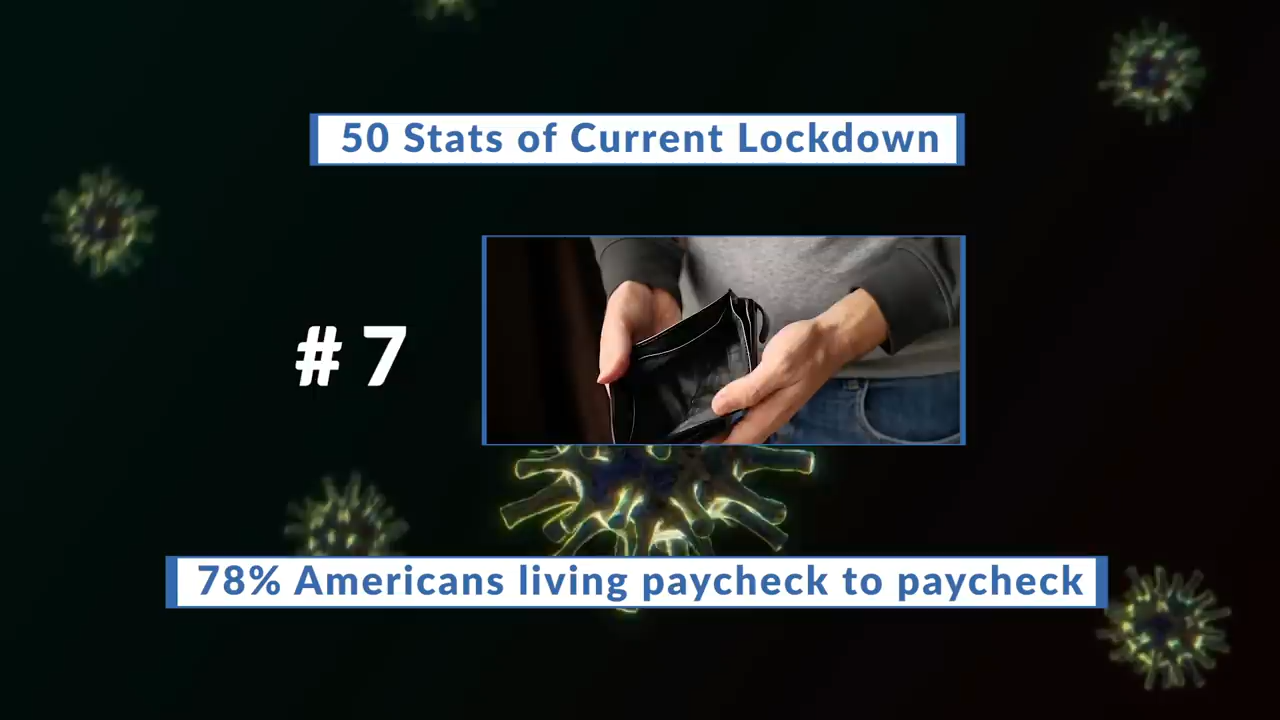 50 Stats of Current Lockdown
# 7
78% Americans living paycheck to paycheck